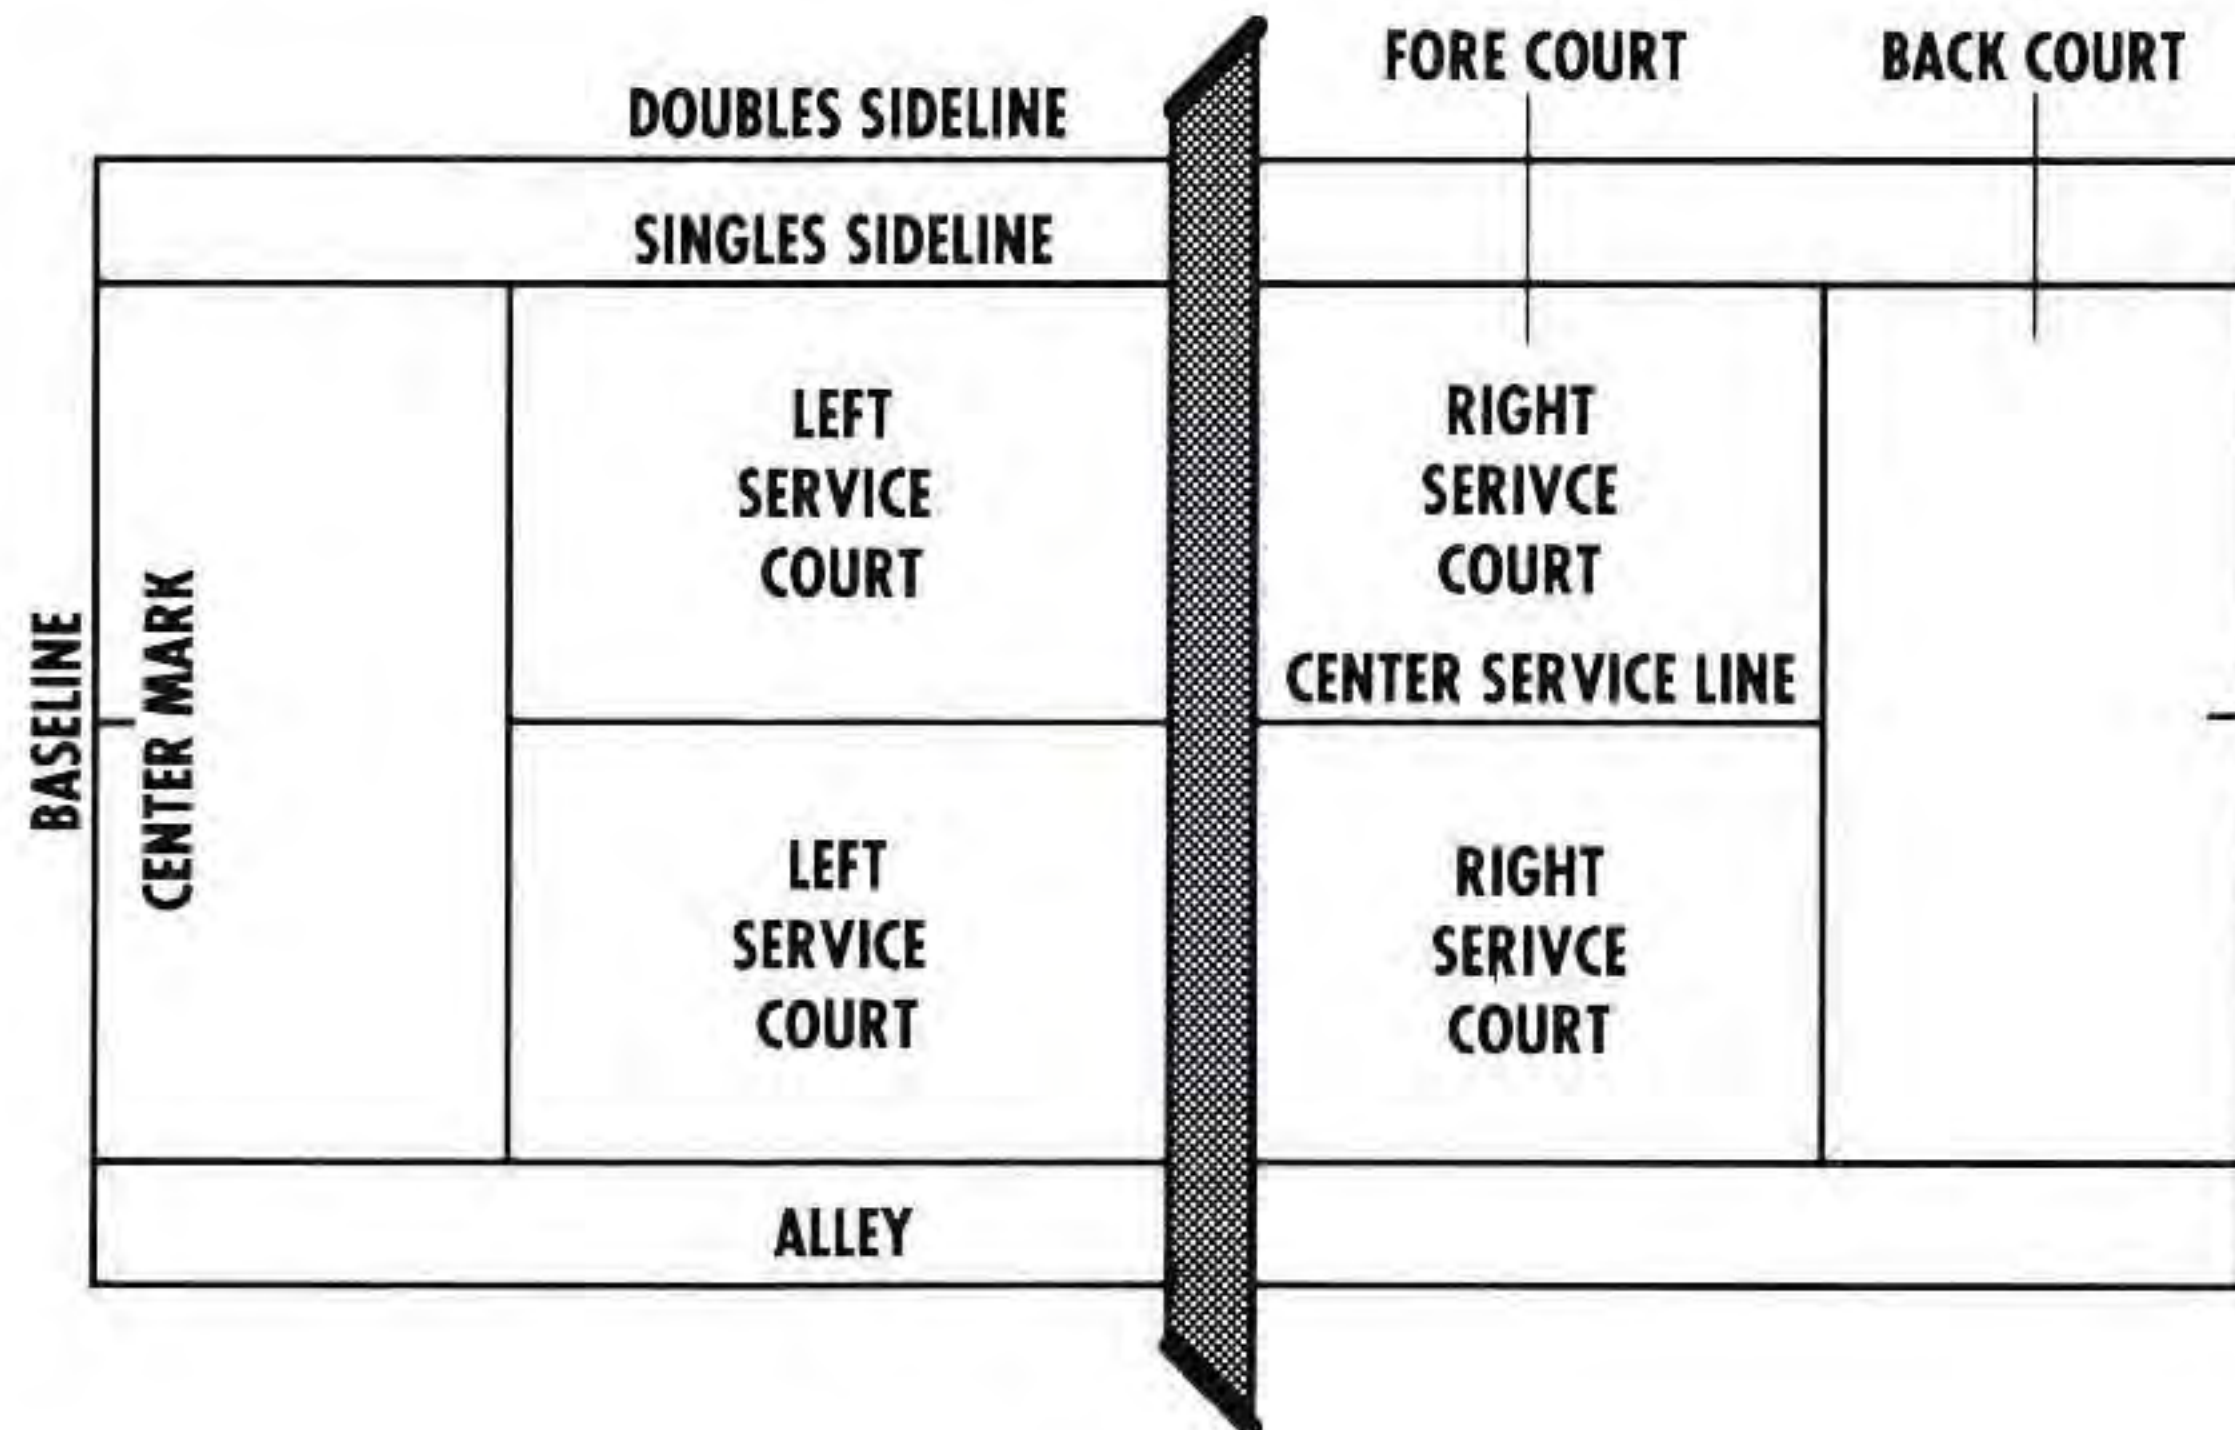 FORE COURT
BACK COURT
DOUBLES SIDELINE
SINGLES SIDELINE
LEFT
SERVICE
COURT
RIGHT
SERIVCE
COURT
CENTER SERVICE LINE
BASELINE
CENTER MARK
LEFT
SERVICE
COURT
RIGHT
SERIVCE
COURT
ALLEY